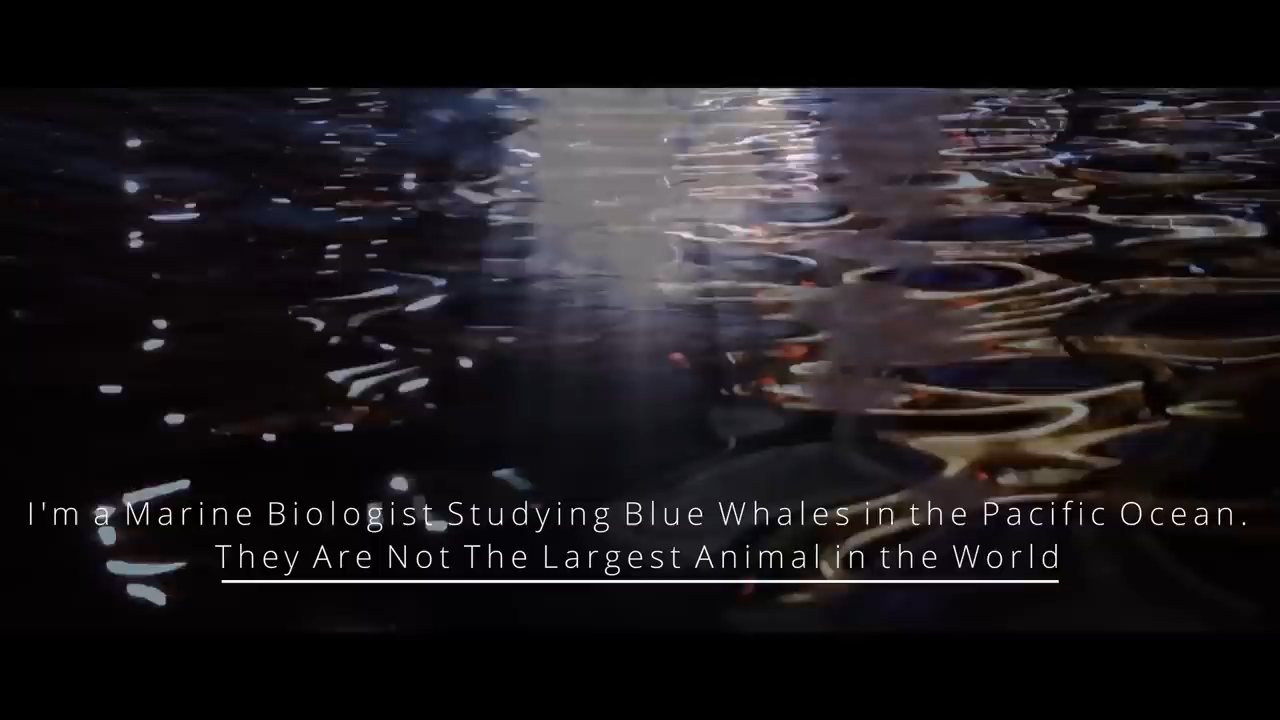 I'm a Marine Biologist Studying Blue Whales in the Pacific Ocean.
They Are Not The Largest Animal in the World